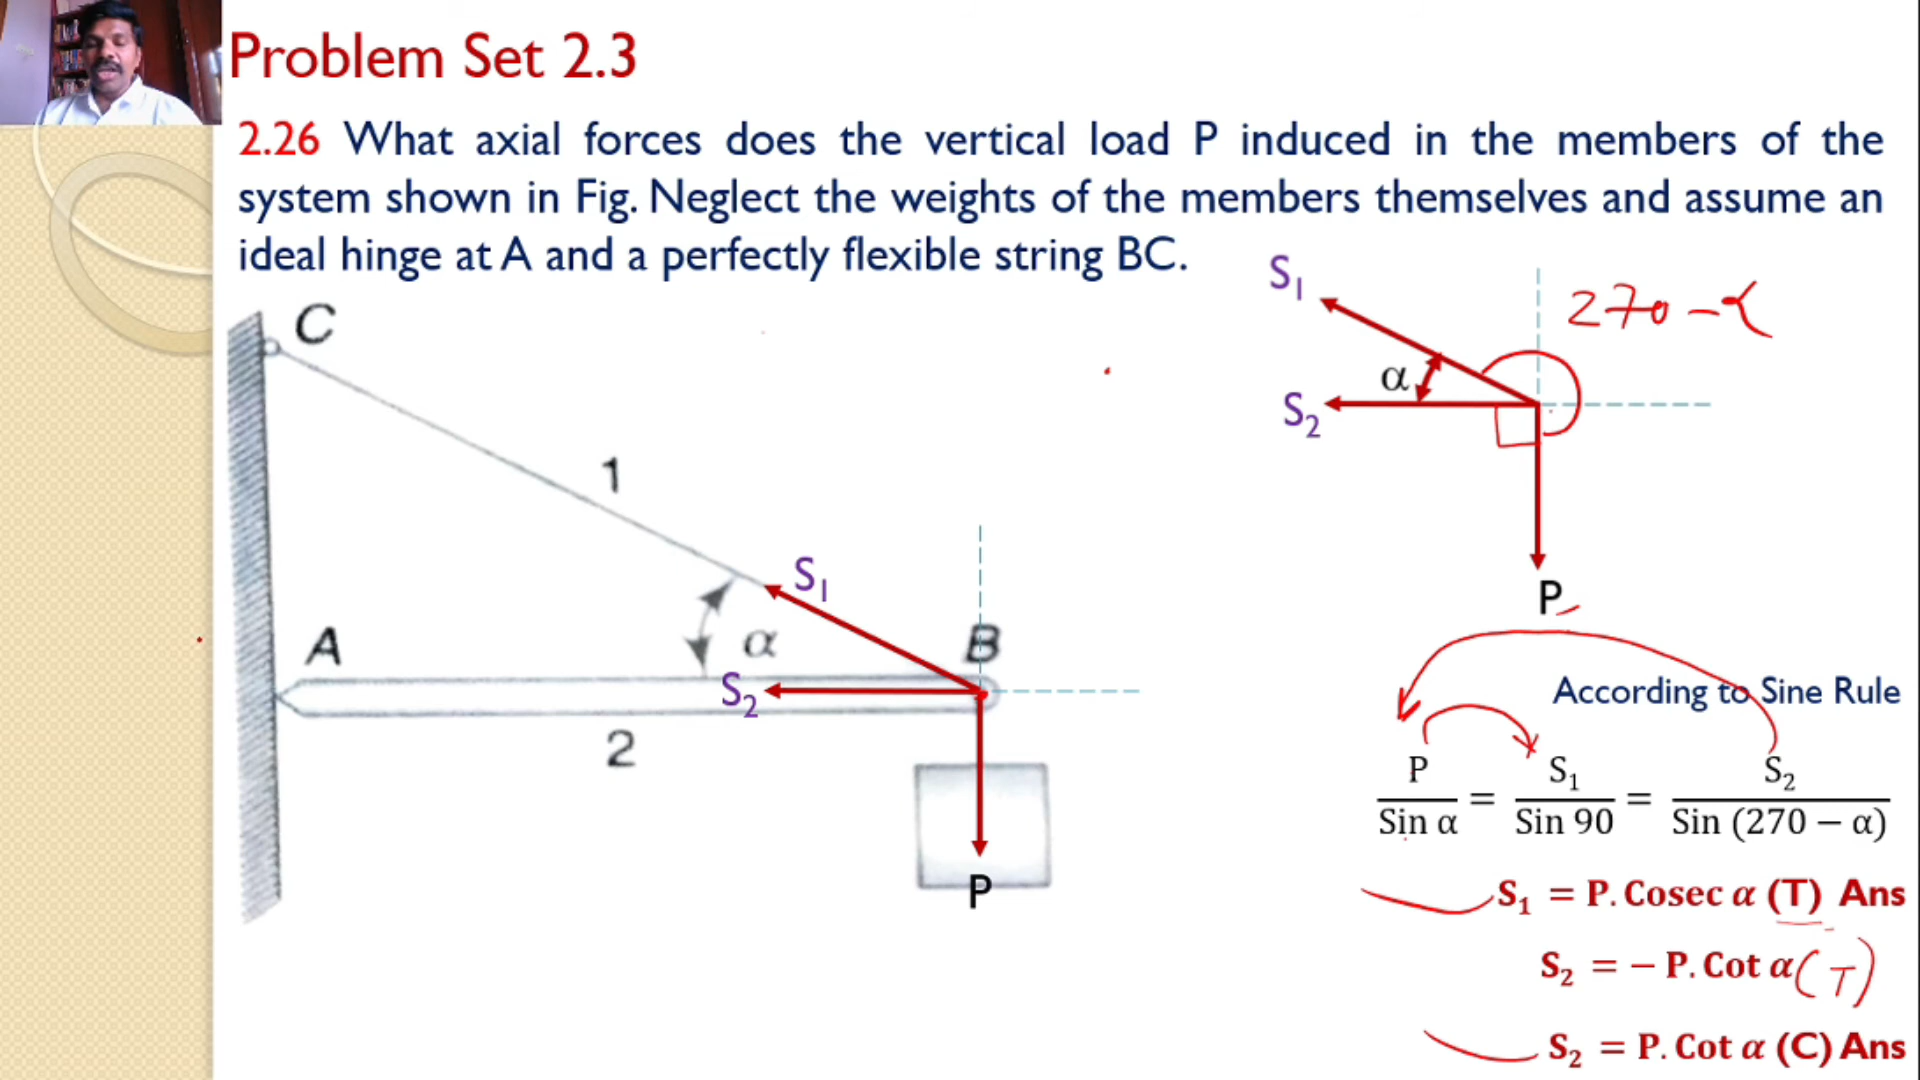 Problem Set 2.3
2.26 What axial forces does the vertical load P induced in the members of the
system shown in Fig. Neglect the weights of the members themselves and assume an
ideal hinge at A and a perfectly flexible string BC.
C
1
S₁
A
α
B
S₂
2
P
S₁
270 - α
α
S₂
P
According to Sine Rule
P/Sin α = S₁/Sin 90 = S₂/Sin (270 − α)
S₁ = P. Cosec α (T) Ans
S₂ = − P. Cot α (T)
S₂ = P. Cot α (C) Ans